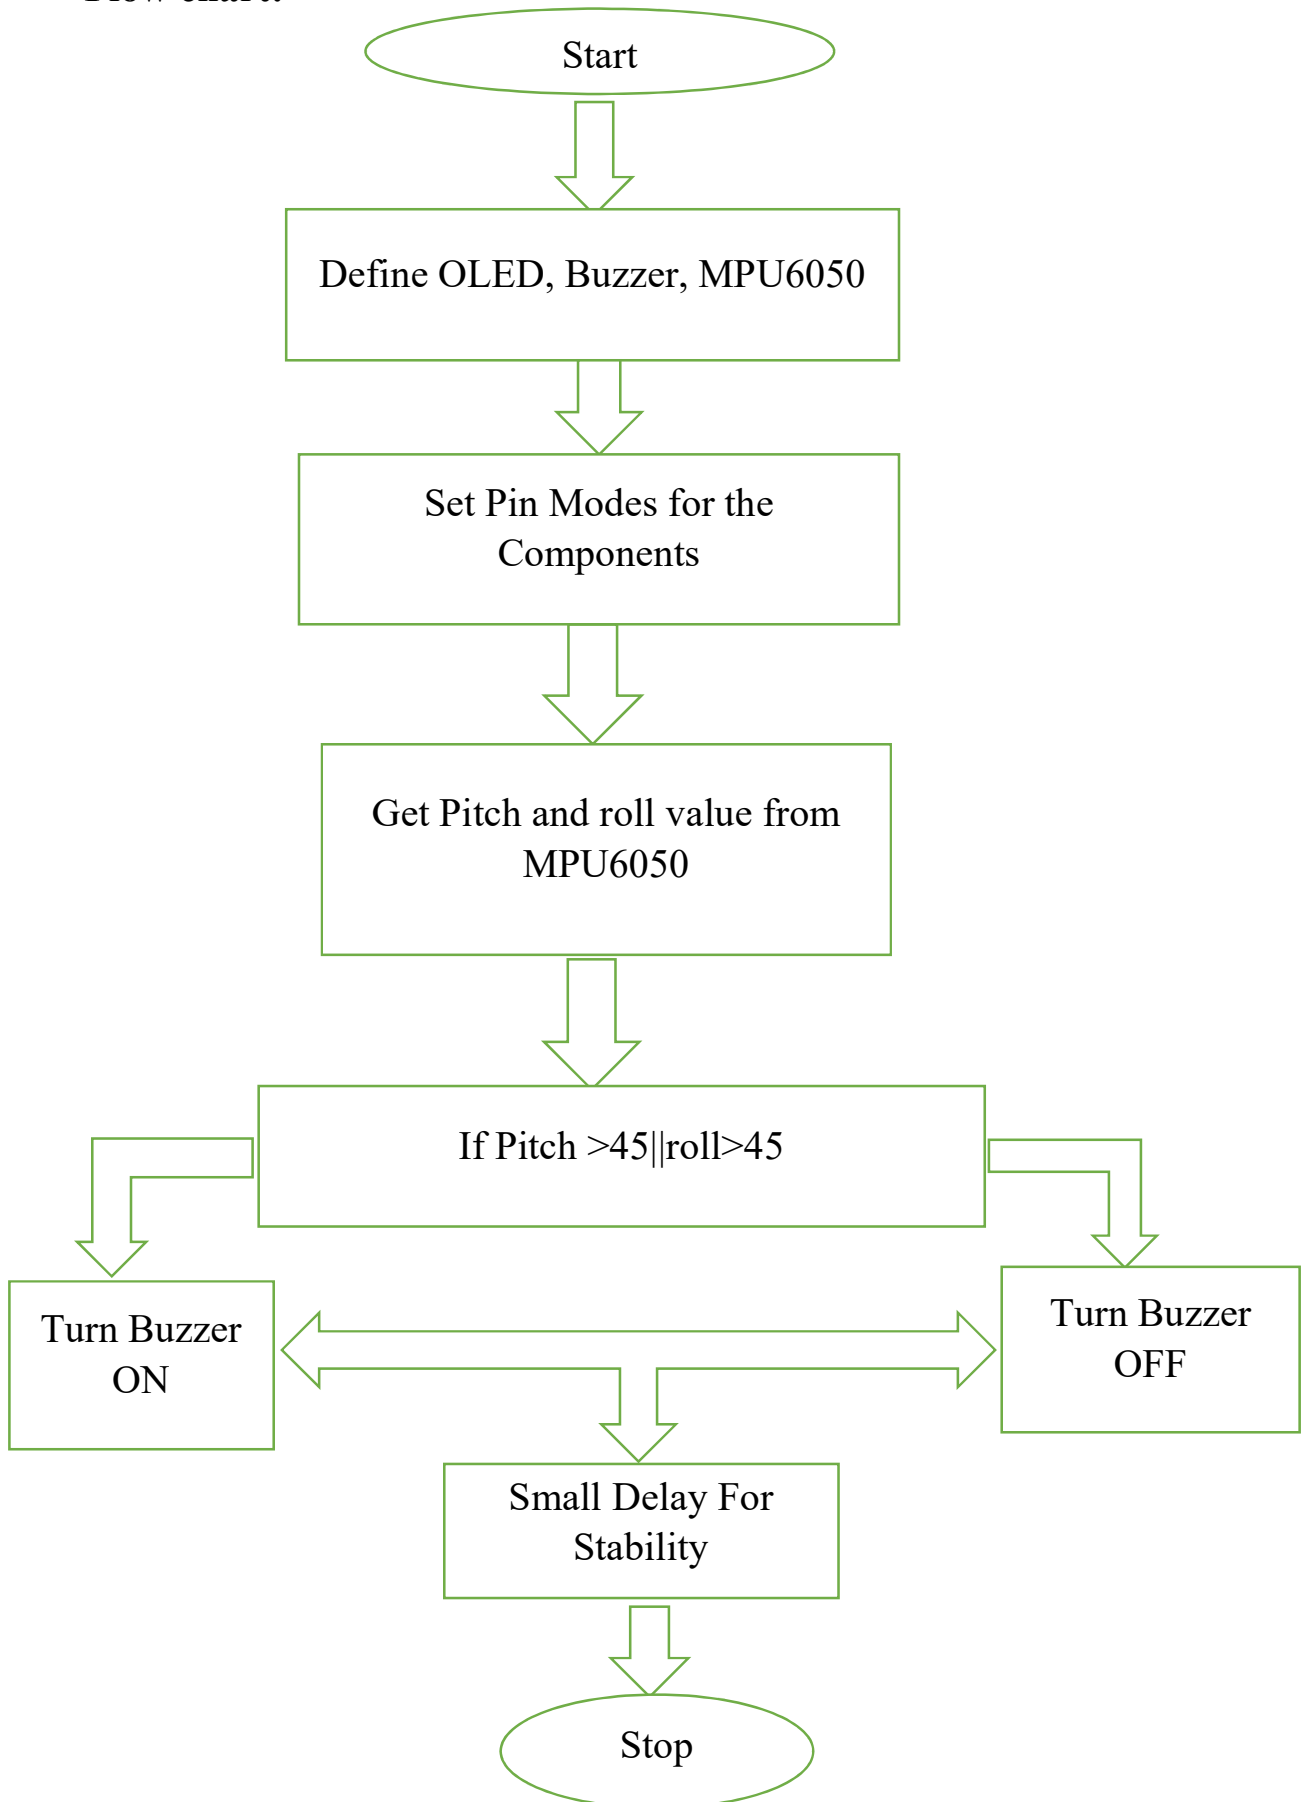 Start
Define OLED, Buzzer, MPU6050
Set Pin Modes for the
Components
Get Pitch and roll value from
MPU6050
If Pitch >45||roll>45
Turn Buzzer
ON
Turn Buzzer
OFF
Small Delay For
Stability
Stop